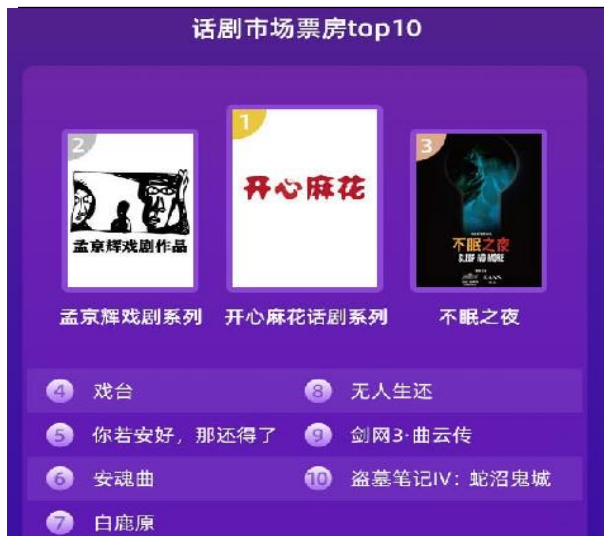 话剧市场票房top10
2
孟京辉戏剧作品
孟京辉戏剧系列
1
开心麻花
开心麻花话剧系列
3
不眠之夜
SLEEP NO MORE
不眠之夜
4 戏台
5 你若安好，那还得了
6 安魂曲
7 白鹿原
8 无人生还
9 剑网3·曲云传
10 盗墓笔记IV：蛇沼鬼城